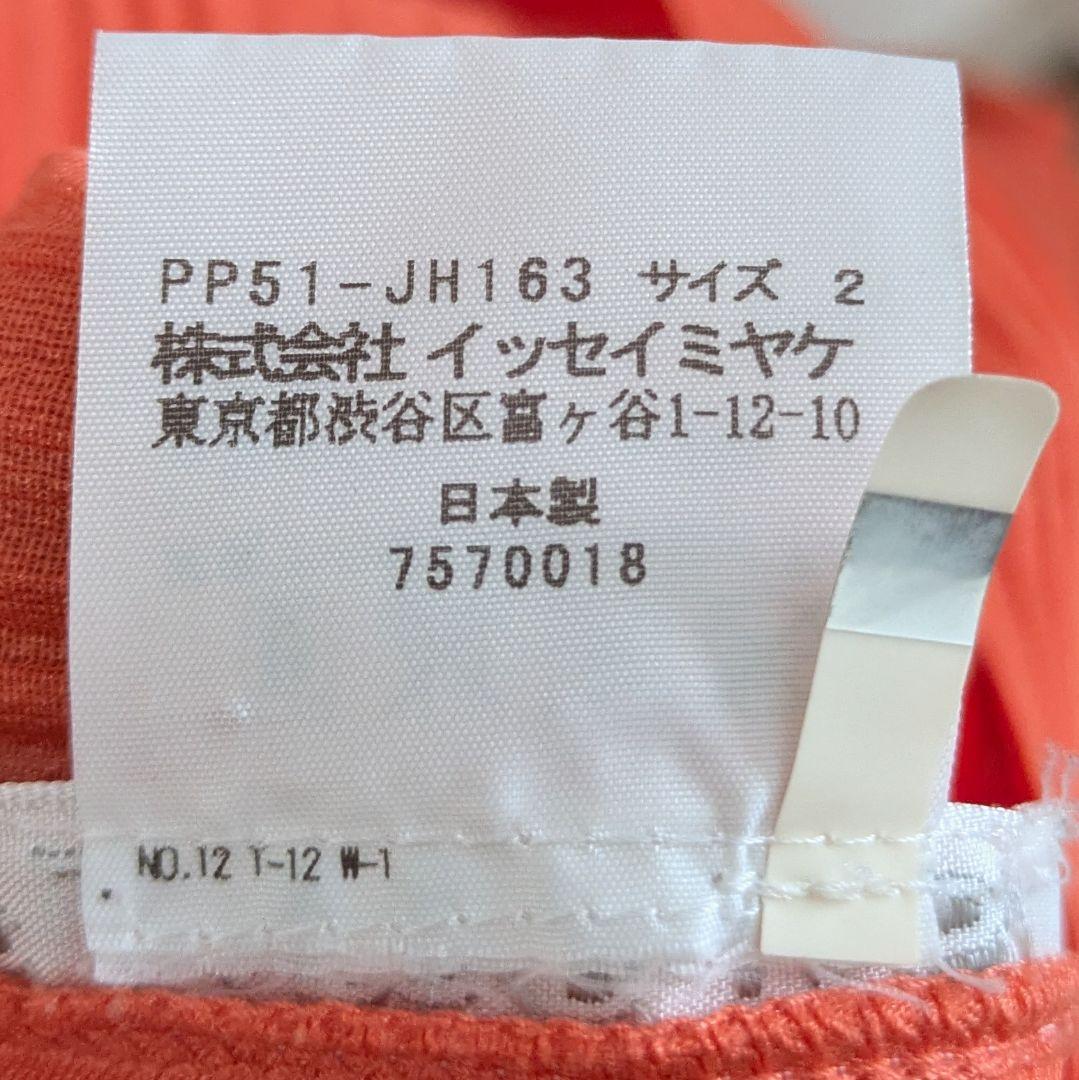 PP51-JH163 サイズ 2
株式会社 イッセイミヤケ
東京都渋谷区富ヶ谷1-12-10
日本製
7570018
NO.12 T-12 W-1